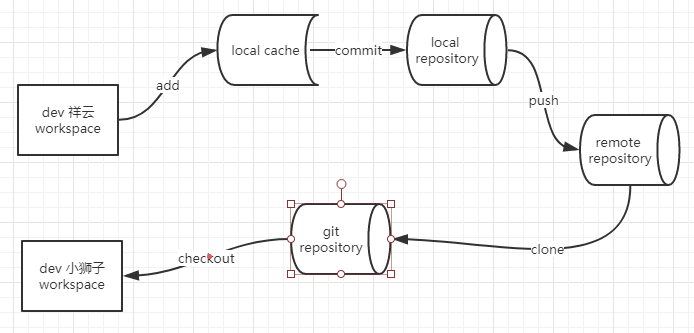 local cache
commit
local
repository
add
dev 祥云
workspace
push
remote
repository
git
repository
clone
checkout
dev 小狮子
workspace